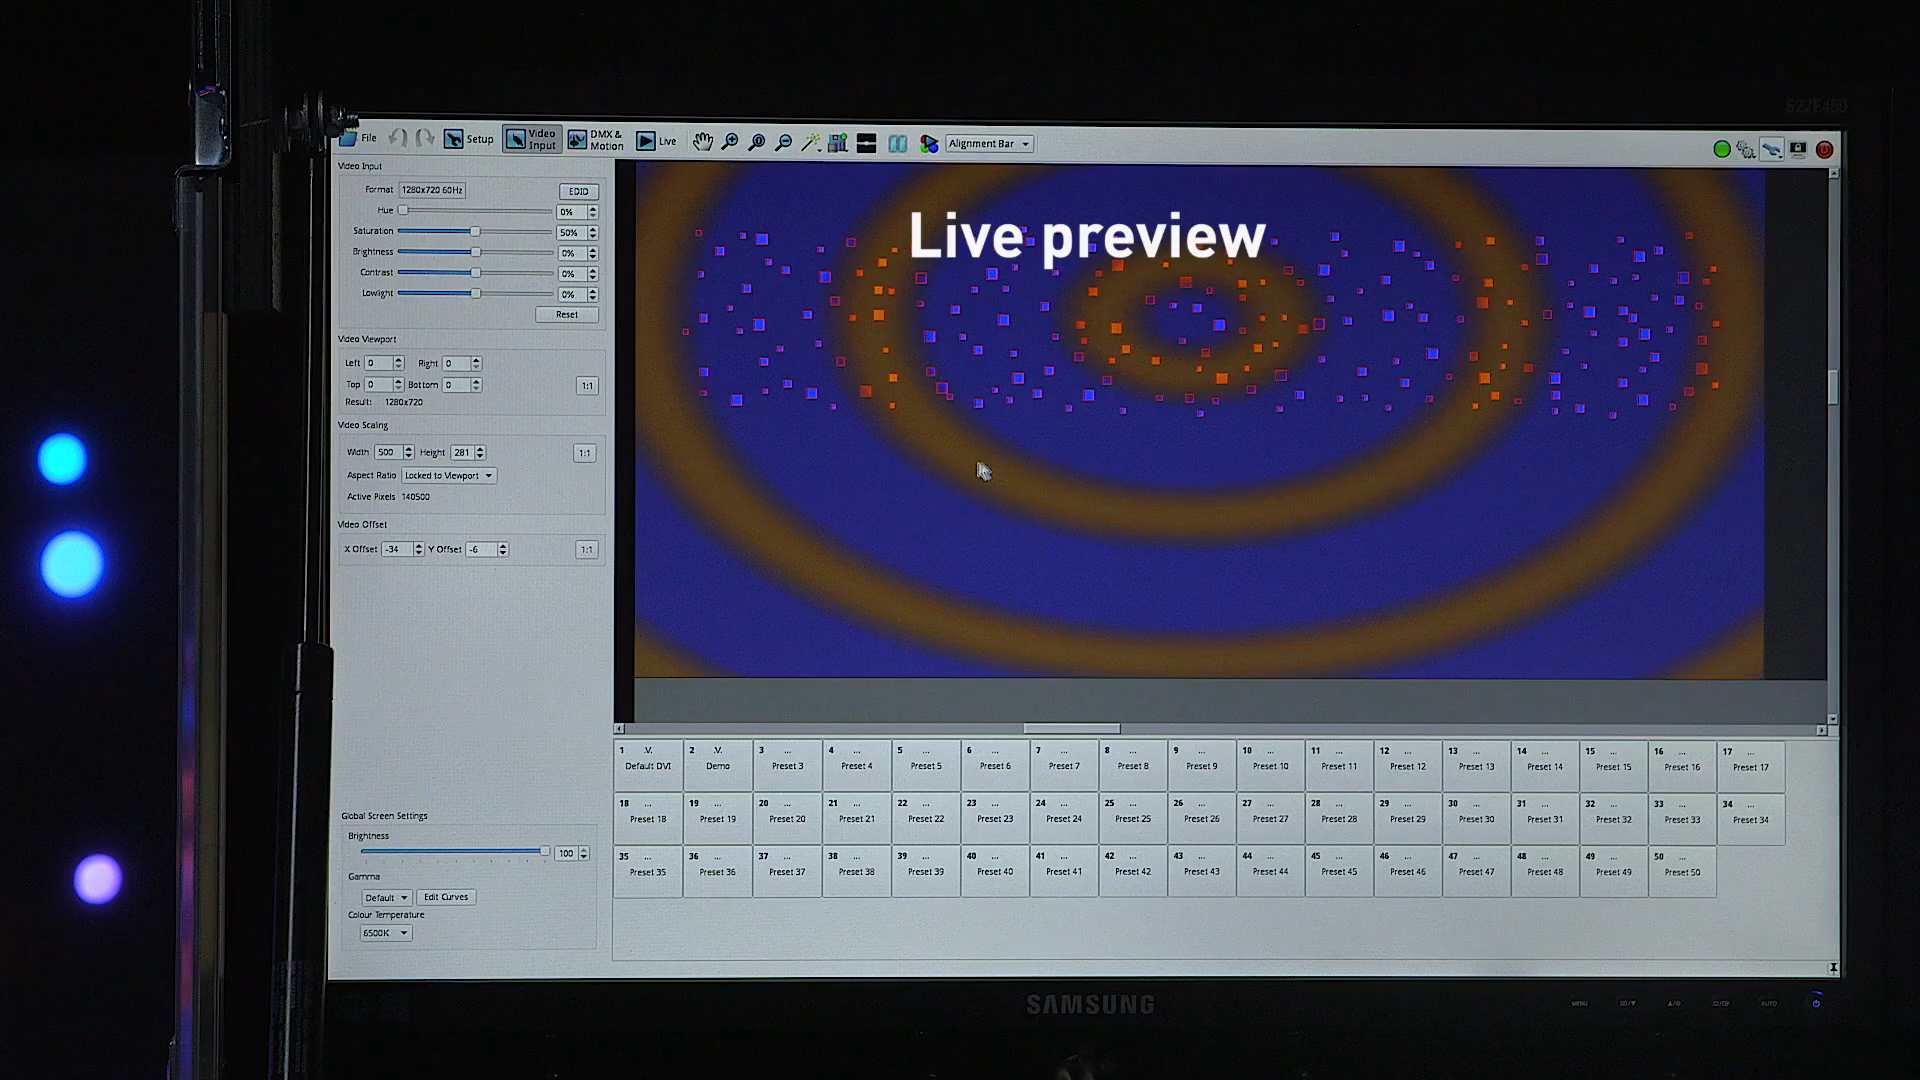 S22E450
File
Setup
Video Input
DMX & Motion
Live
Alignment Bar
Video Input
Format 1280x720 60Hz EDID
Hue 0%
Saturation 50%
Brightness 0%
Contrast 0%
Lowlight 0%
Reset
Video Viewport
Left 0 Right 0
Top 0 Bottom 0 1:1
Result: 1280x720
Video Scaling
Width 500 Height 281 1:1
Aspect Ratio Locked to Viewport
Active Pixels 140500
Video Offset
X Offset -34 Y Offset -6 1:1
Global Screen Settings
Brightness
100
Gamma
Default Edit Curves
Colour Temperature
6500K
Live preview
1 .V. 2 .V. 3 ... 4 ... 5 ... 6 ... 7 ... 8 ... 9 ... 10 ... 11 ... 12 ... 13 ... 14 ... 15 ... 16 ... 17 ...
Default DVI Demo Preset 3 Preset 4 Preset 5 Preset 6 Preset 7 Preset 8 Preset 9 Preset 10 Preset 11 Preset 12 Preset 13 Preset 14 Preset 15 Preset 16 Preset 17
18 ... 19 ... 20 ... 21 ... 22 ... 23 ... 24 ... 25 ... 26 ... 27 ... 28 ... 29 ... 30 ... 31 ... 32 ... 33 ... 34 ...
Preset 18 Preset 19 Preset 20 Preset 21 Preset 22 Preset 23 Preset 24 Preset 25 Preset 26 Preset 27 Preset 28 Preset 29 Preset 30 Preset 31 Preset 32 Preset 33 Preset 34
35 ... 36 ... 37 ... 38 ... 39 ... 40 ... 41 ... 42 ... 43 ... 44 ... 45 ... 46 ... 47 ... 48 ... 49 ... 50 ...
Preset 35 Preset 36 Preset 37 Preset 38 Preset 39 Preset 40 Preset 41 Preset 42 Preset 43 Preset 44 Preset 45 Preset 46 Preset 47 Preset 48 Preset 49 Preset 50
SAMSUNG
MENU
AUTO